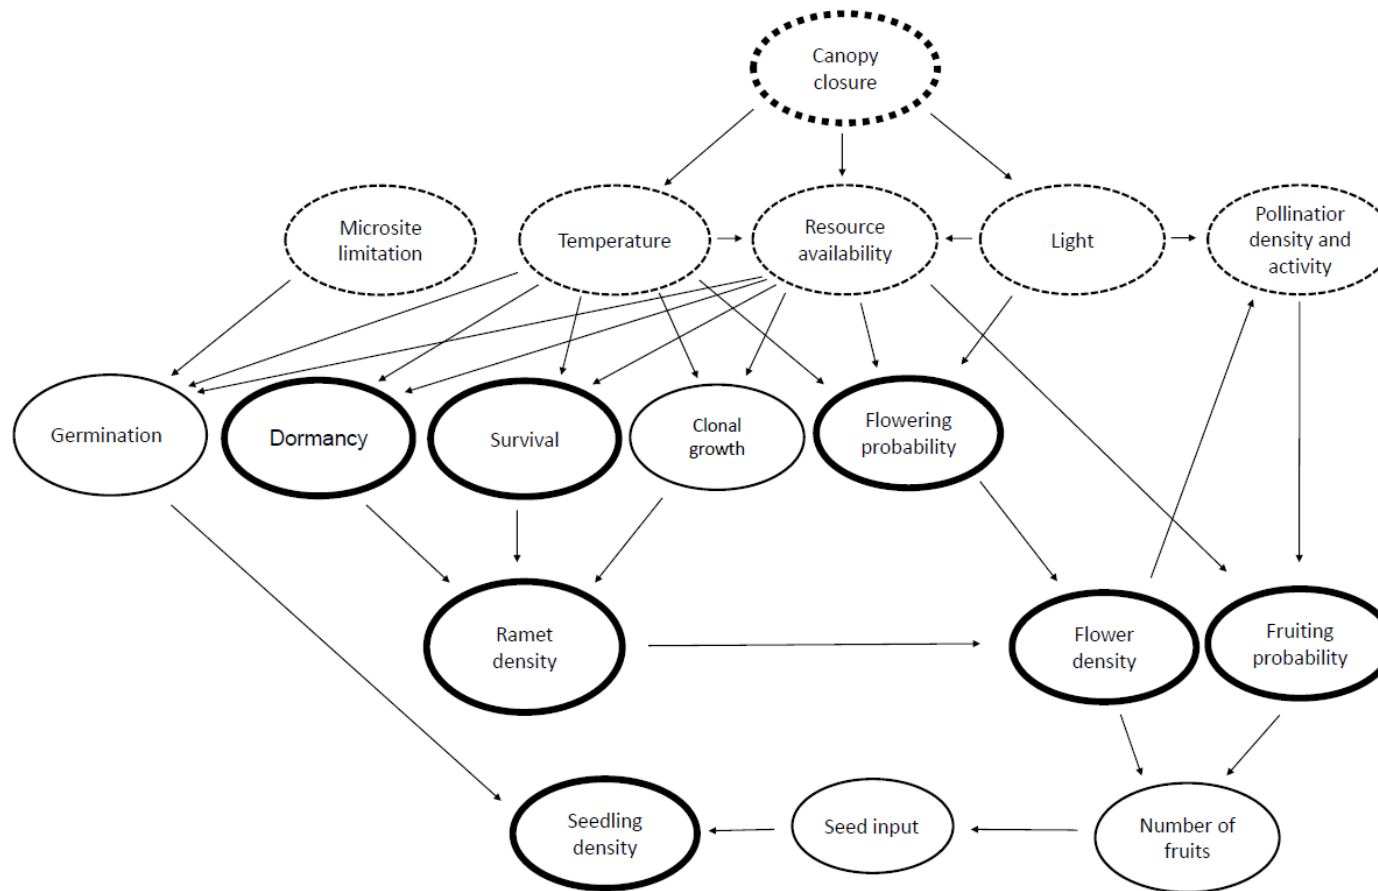 Canopy
closure
Microsite
limitation
Temperature
Resource
availability
Light
Pollinatior
density and
activity
Germination
Dormancy
Survival
Clonal
growth
Flowering
probability
Ramet
density
Flower
density
Fruiting
probability
Seedling
density
Seed input
Number of
fruits